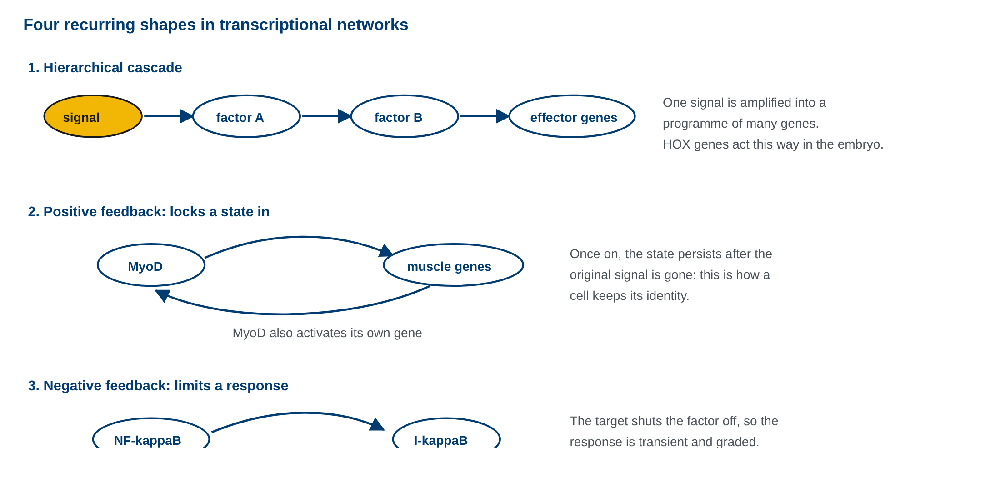 Four recurring shapes in transcriptional networks
1. Hierarchical cascade
signal
factor A
factor B
effector genes
One signal is amplified into a
programme of many genes.
HOX genes act this way in the embryo.
2. Positive feedback: locks a state in
MyoD
muscle genes
Once on, the state persists after the
original signal is gone: this is how a
cell keeps its identity.
MyoD also activates its own gene
3. Negative feedback: limits a response
NF-kappaB
I-kappaB
The target shuts the factor off, so the
response is transient and graded.